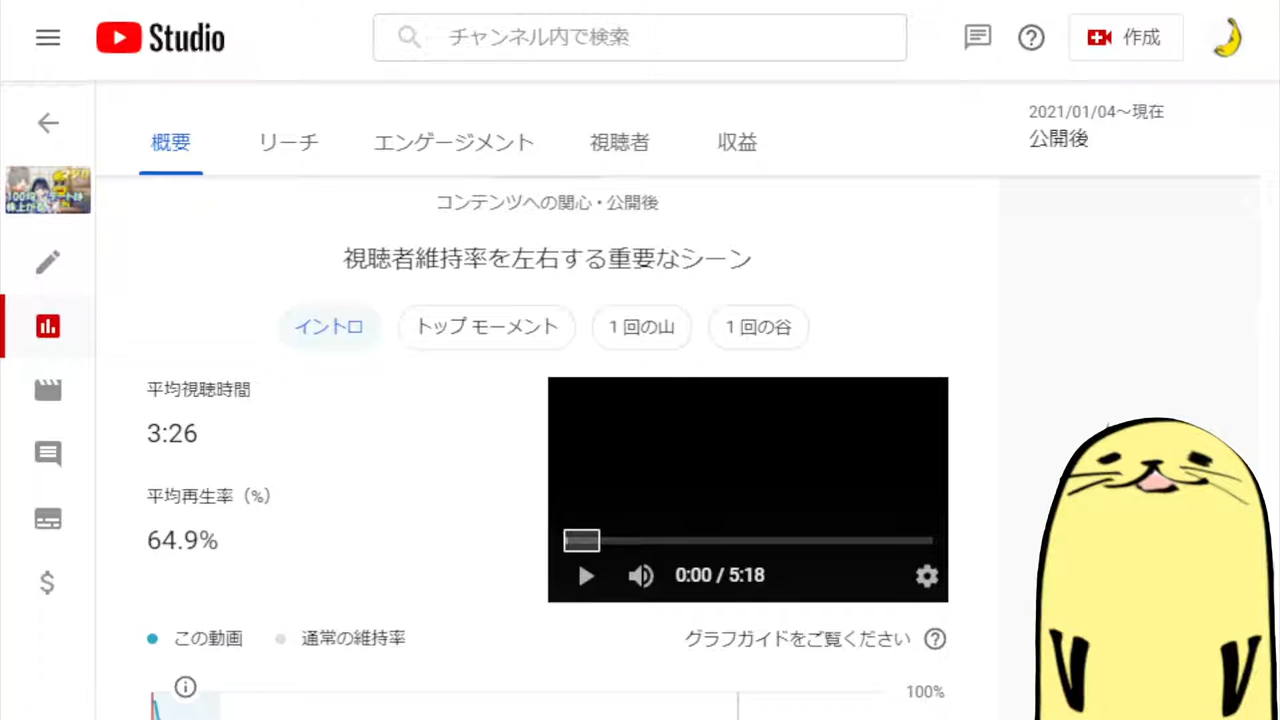 Studio
チャンネル内で検索
作成
概要
リーチ
エンゲージメント
視聴者
収益
2021/01/04～現在
公開後
コンテンツへの関心・公開後
視聴者維持率を左右する重要なシーン
イントロ
トップ モーメント
1 回の山
1 回の谷
平均視聴時間
3:26
平均再生率（%）
64.9%
0:00 / 5:18
この動画
通常の維持率
グラフガイドをご覧ください
100%